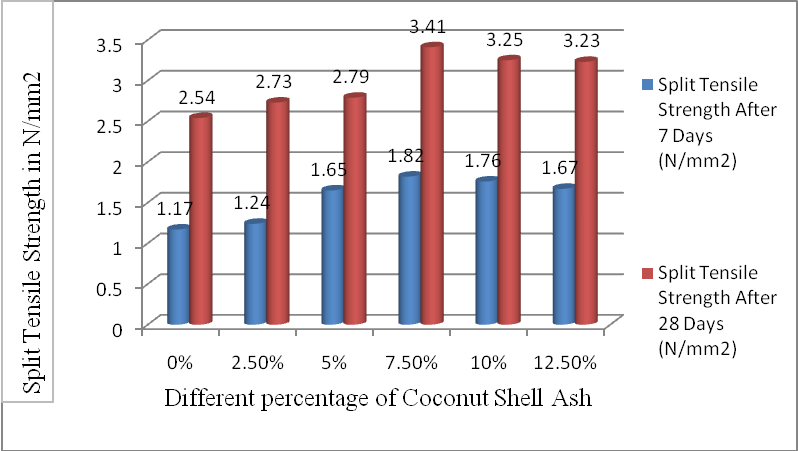 Split Tensile Strength in N/mm2
3.5
3
2.5
2
1.5
1
0.5
0
1.17
2.54
1.24
2.73
1.65
2.79
1.82
3.41
1.76
3.25
1.67
3.23
0%
2.50%
5%
7.50%
10%
12.50%
Different percentage of Coconut Shell Ash
Split Tensile
Strength After
7 Days
(N/mm2)
Split Tensile
Strength After
28 Days
(N/mm2)